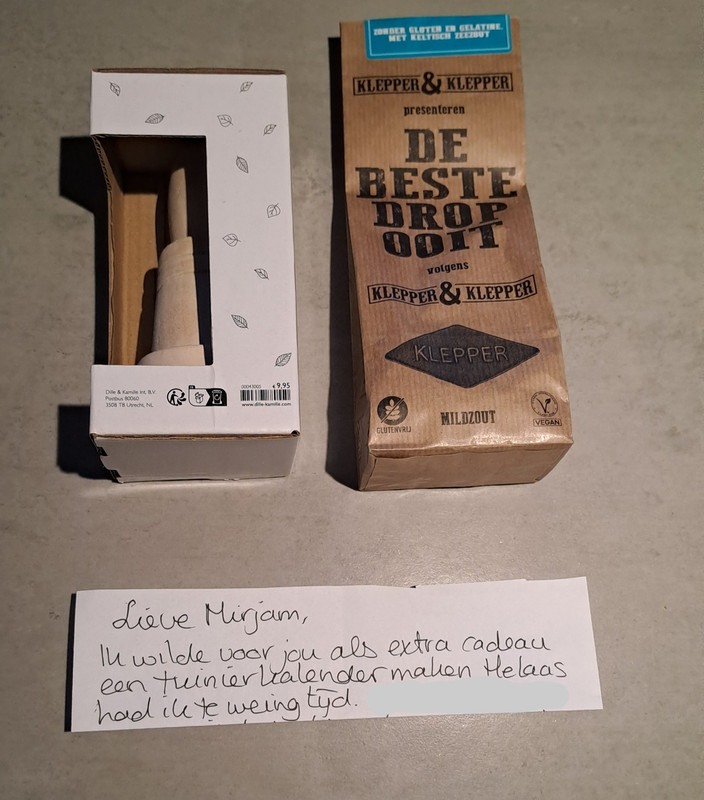 ZONDER GLUTEN EN GELATINE.
MET KELTISCH ZEEZOUT
KLEPPER & KLEPPER
presenteren
DE
BESTE
DROP
OOIT
volgens
KLEPPER & KLEPPER
KLEPPER
GLUTENVRIJ
MILDZOUT
VEGAN
Dille & Kamille Int. B.V.
Postbus 80060
3508 TB Utrecht, NL
€ 9,95
www.dille-kamille.com
Lieve Mirjam,
Ik wilde voor jou als extra cadeau
een tuinierkalender maken Helaas
had ik te weing tijd.